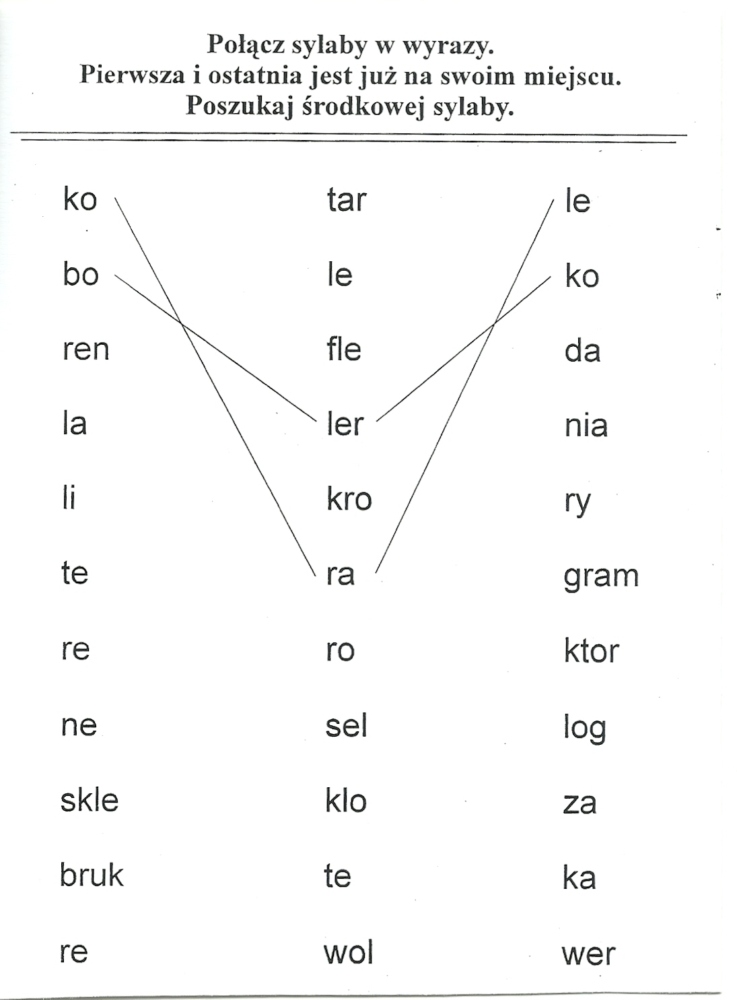 Połącz sylaby w wyrazy.
Pierwsza i ostatnia jest już na swoim miejscu.
Poszukaj środkowej sylaby.
ko tar le
bo le ko
ren fle da
la ler nia
li kro ry
te ra gram
re ro ktor
ne sel log
skle klo za
bruk te ka
re wol wer